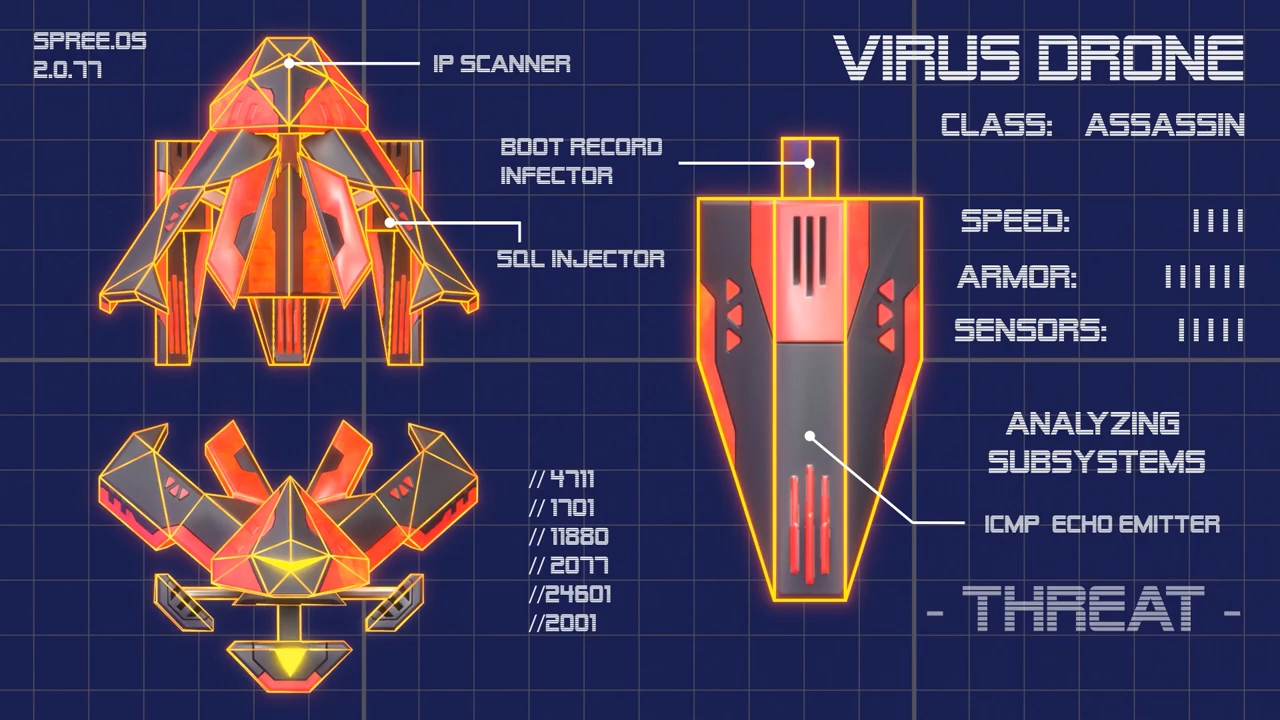 SPREE.OS
2.0.77
IP SCANNER
VIRUS DRONE
CLASS: ASSASSIN
BOOT RECORD
INFECTOR
SQL INJECTOR
SPEED: IIII
ARMOR: IIIIII
SENSORS: IIIII
ANALYZING
SUBSYSTEMS
ICMP ECHO EMITTER
- THREAT -
// 4711
// 1701
// 11880
// 2077
//24601
//2001